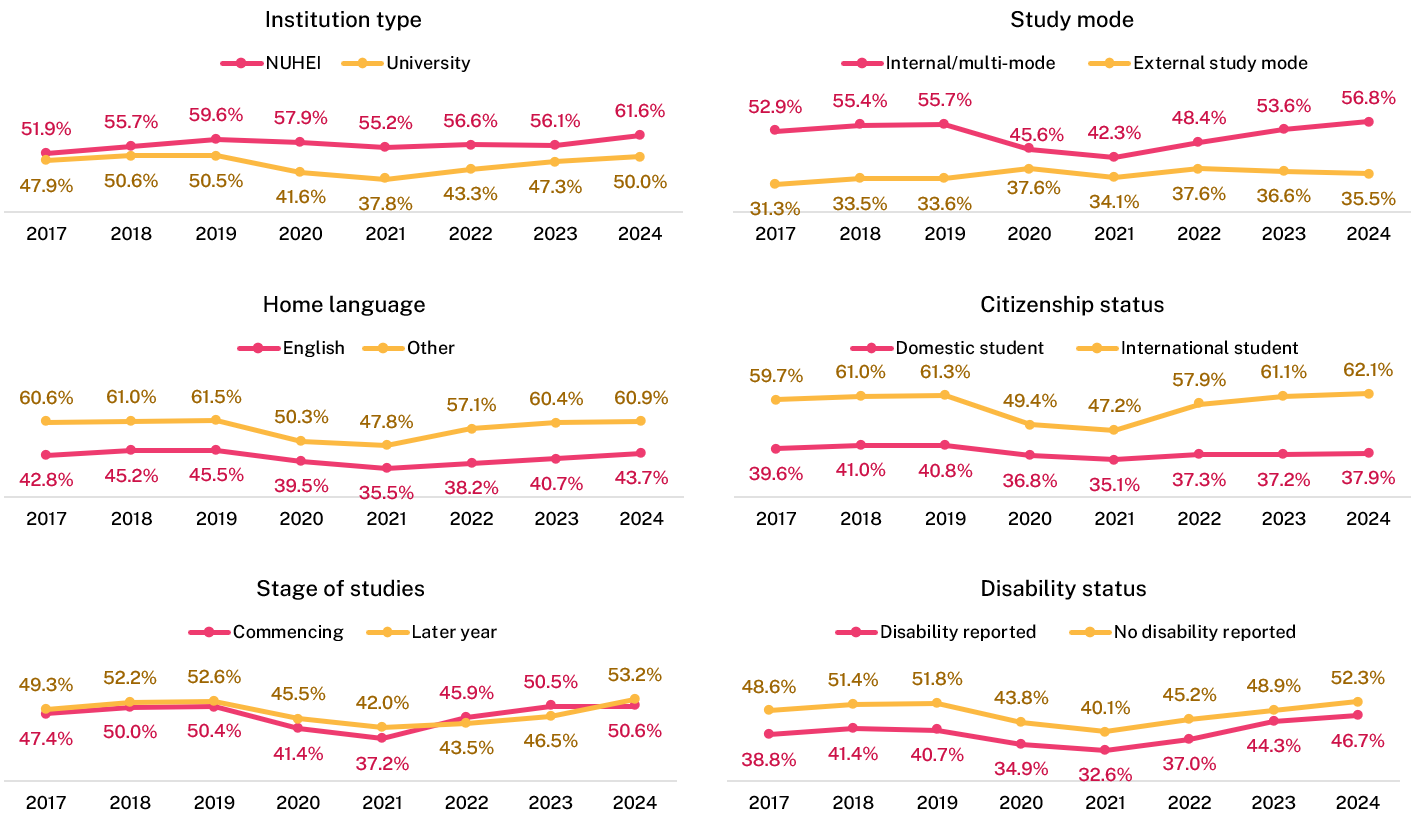 Institution type
NUHEI University
51.9% 55.7% 59.6% 57.9% 55.2% 56.6% 56.1% 61.6%
47.9% 50.6% 50.5% 41.6% 37.8% 43.3% 47.3% 50.0%
2017 2018 2019 2020 2021 2022 2023 2024
Study mode
Internal/multi-mode External study mode
52.9% 55.4% 55.7% 45.6% 42.3% 48.4% 53.6% 56.8%
31.3% 33.5% 33.6% 37.6% 34.1% 37.6% 36.6% 35.5%
2017 2018 2019 2020 2021 2022 2023 2024
Home language
English Other
60.6% 61.0% 61.5% 50.3% 47.8% 57.1% 60.4% 60.9%
42.8% 45.2% 45.5% 39.5% 35.5% 38.2% 40.7% 43.7%
2017 2018 2019 2020 2021 2022 2023 2024
Citizenship status
Domestic student International student
59.7% 61.0% 61.3% 49.4% 47.2% 57.9% 61.1% 62.1%
39.6% 41.0% 40.8% 36.8% 35.1% 37.3% 37.2% 37.9%
2017 2018 2019 2020 2021 2022 2023 2024
Stage of studies
Commencing Later year
49.3% 52.2% 52.6% 45.5% 42.0% 45.9% 50.5% 53.2%
47.4% 50.0% 50.4% 41.4% 37.2% 43.5% 46.5% 50.6%
2017 2018 2019 2020 2021 2022 2023 2024
Disability status
Disability reported No disability reported
48.6% 51.4% 51.8% 43.8% 40.1% 45.2% 48.9% 52.3%
38.8% 41.4% 40.7% 34.9% 32.6% 37.0% 44.3% 46.7%
2017 2018 2019 2020 2021 2022 2023 2024